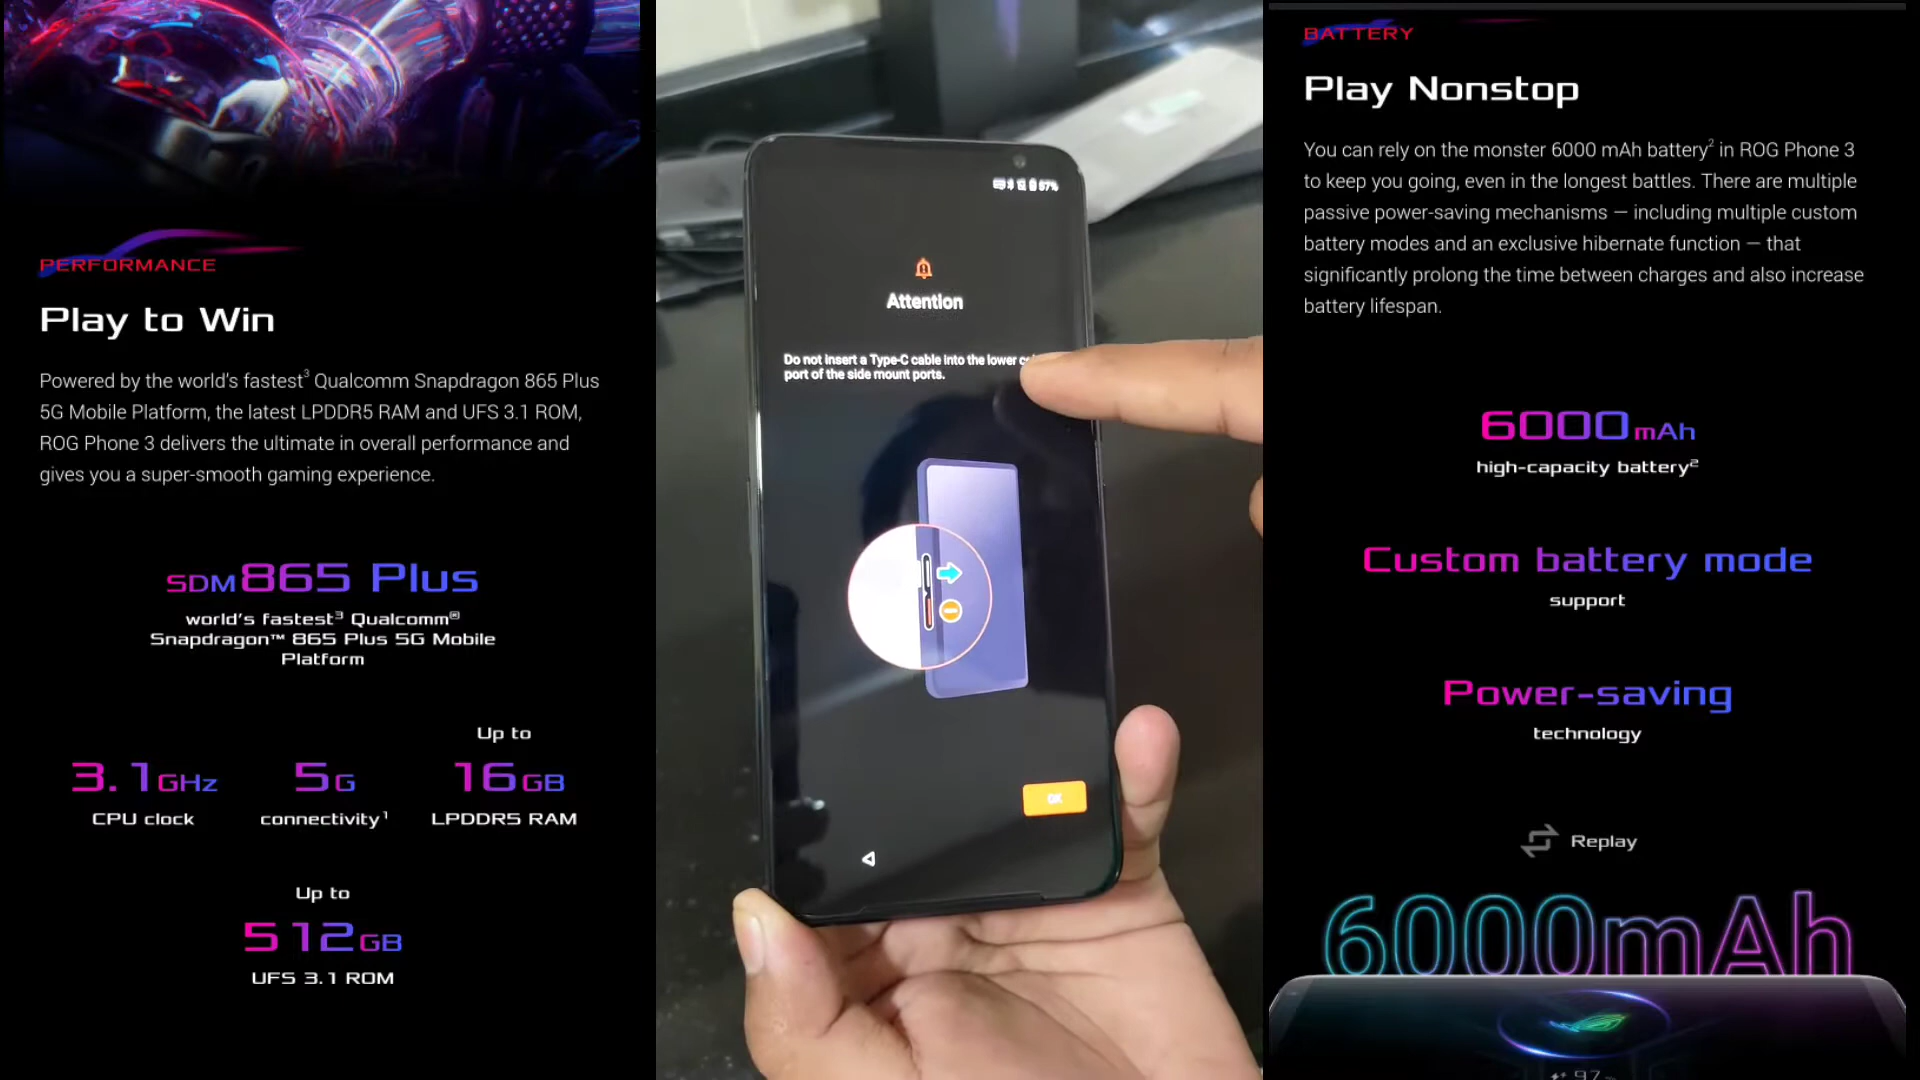 PERFORMANCE
Play to Win
Powered by the world's fastest³ Qualcomm Snapdragon 865 Plus
5G Mobile Platform, the latest LPDDR5 RAM and UFS 3.1 ROM,
ROG Phone 3 delivers the ultimate in overall performance and
gives you a super-smooth gaming experience.
SDM865 Plus
world's fastest³ Qualcomm®
Snapdragon™ 865 Plus 5G Mobile
Platform
3.1GHz
CPU clock
5G
connectivity¹
Up to
16GB
LPDDR5 RAM
Up to
512GB
UFS 3.1 ROM
67%
Attention
Do not insert a Type-C cable into the lower
port of the side mount ports.
OK
BATTERY
Play Nonstop
You can rely on the monster 6000 mAh battery² in ROG Phone 3
to keep you going, even in the longest battles. There are multiple
passive power-saving mechanisms — including multiple custom
battery modes and an exclusive hibernate function — that
significantly prolong the time between charges and also increase
battery lifespan.
6000mAh
high-capacity battery²
Custom battery mode
support
Power-saving
technology
Replay
6000mAh
97